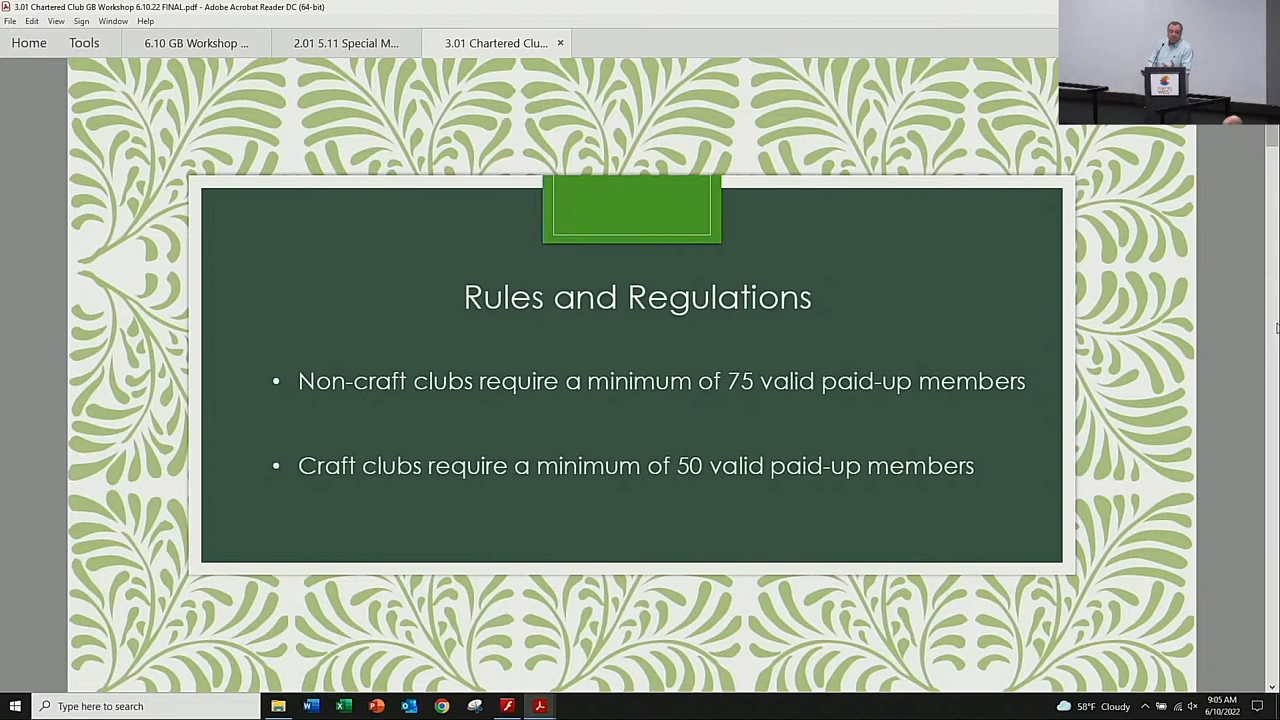 3.01 Chartered Club GB Workshop 6.10.22 FINAL.pdf - Adobe Acrobat Reader DC (64-bit)
File Edit View Sign Window Help
Home Tools 6.10 GB Workshop ... 2.01 5.11 Special M... 3.01 Chartered Clu... ×
Rules and Regulations
• Non-craft clubs require a minimum of 75 valid paid-up members
• Craft clubs require a minimum of 50 valid paid-up members
Type here to search
58°F Cloudy
9:05 AM
6/10/2022